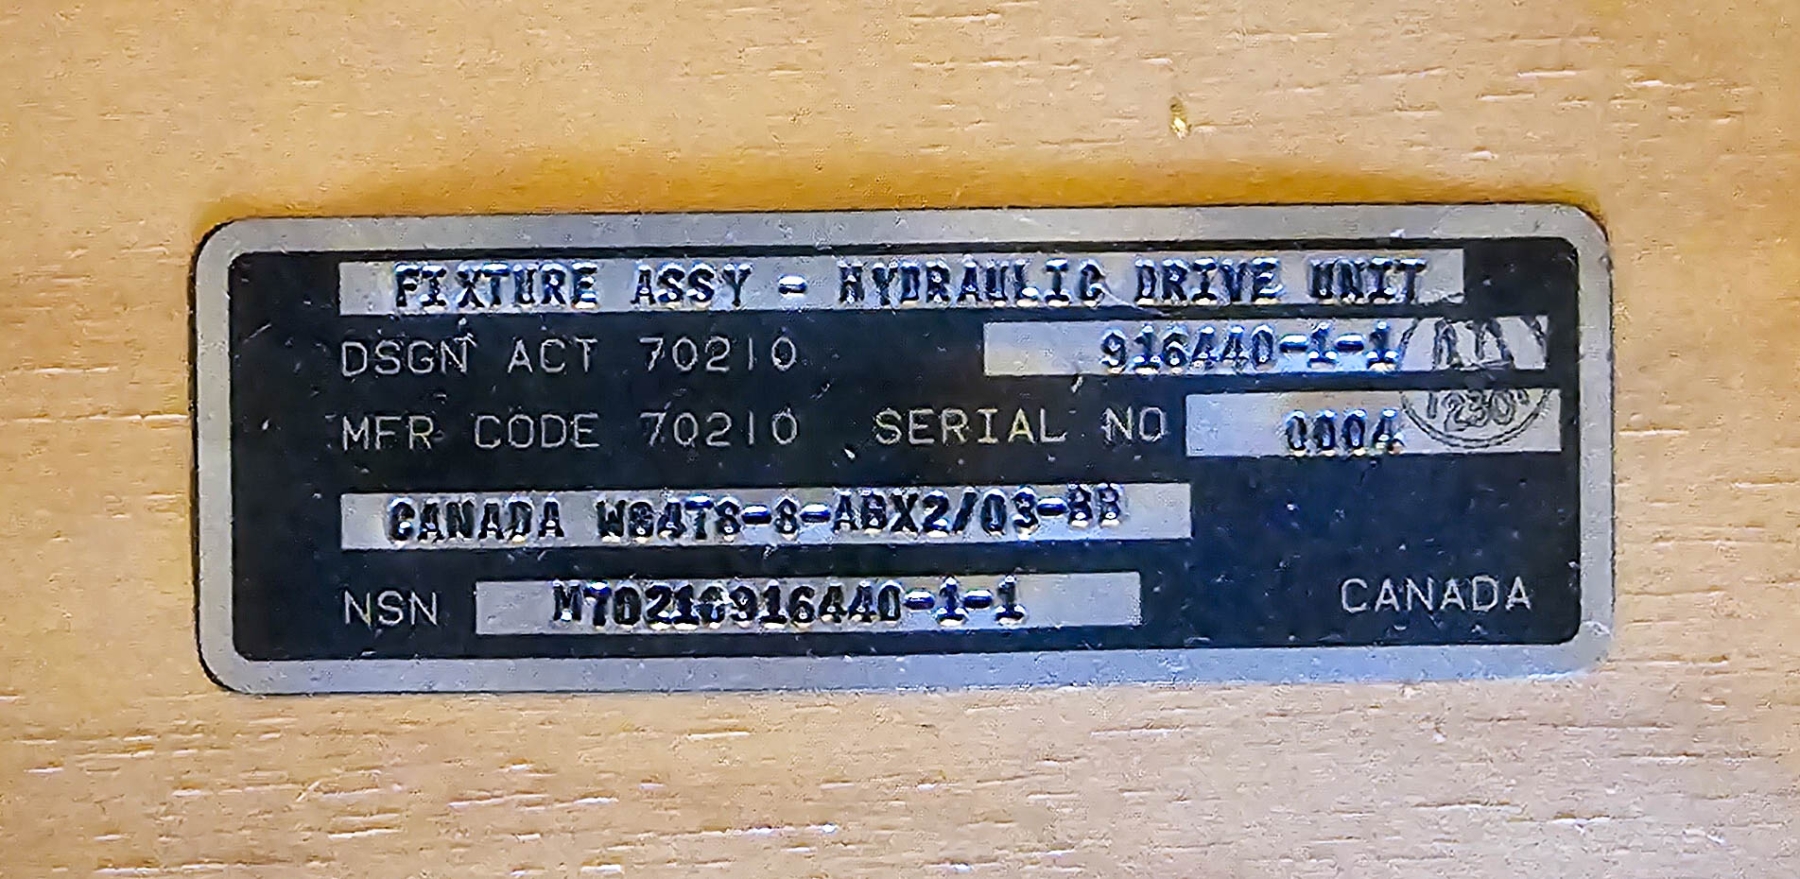 FIXTURE ASSY - HYDRAULIC DRIVE UNIT
DSGN ACT 70210 916440-1-1
MFR CODE 70210 SERIAL NO 0004
1230
CANADA W84T8-8-ABX2/03-BB
NSN M70210916440-1-1
CANADA